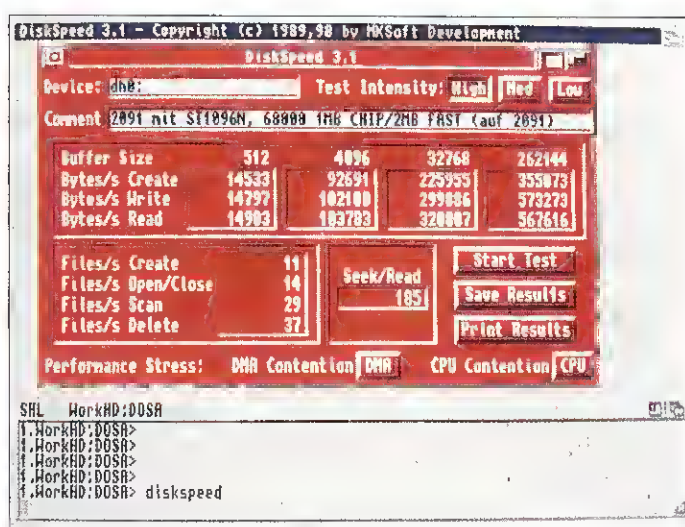 DiskSpeed 3.1 - Copyright (c) 1989,90 by MKSoft Development
DiskSpeed 3.1
Device: dh0: Test Intensity: High Med Low
Comment 2091 mit ST1096N, 68000 1MB CHIP/2MB FAST (auf 2091)
Buffer Size 512 4096 32768 262144
Bytes/s Create 14533 92691 225955 355073
Bytes/s Write 14797 102100 299886 573273
Bytes/s Read 14903 103783 320807 567616
Files/s Create 11
Files/s Open/Close 14
Files/s Scan 29
Files/s Delete 37
Seek/Read
185
Start Test
Save Results
Print Results
Performance Stress: DMA Contention DMA CPU Contention CPU
SHL WorkHD:DOSA
1.WorkHD:DOSA>
1.WorkHD:DOSA>
1.WorkHD:DOSA>
1.WorkHD:DOSA>
1.WorkHD:DOSA> diskspeed